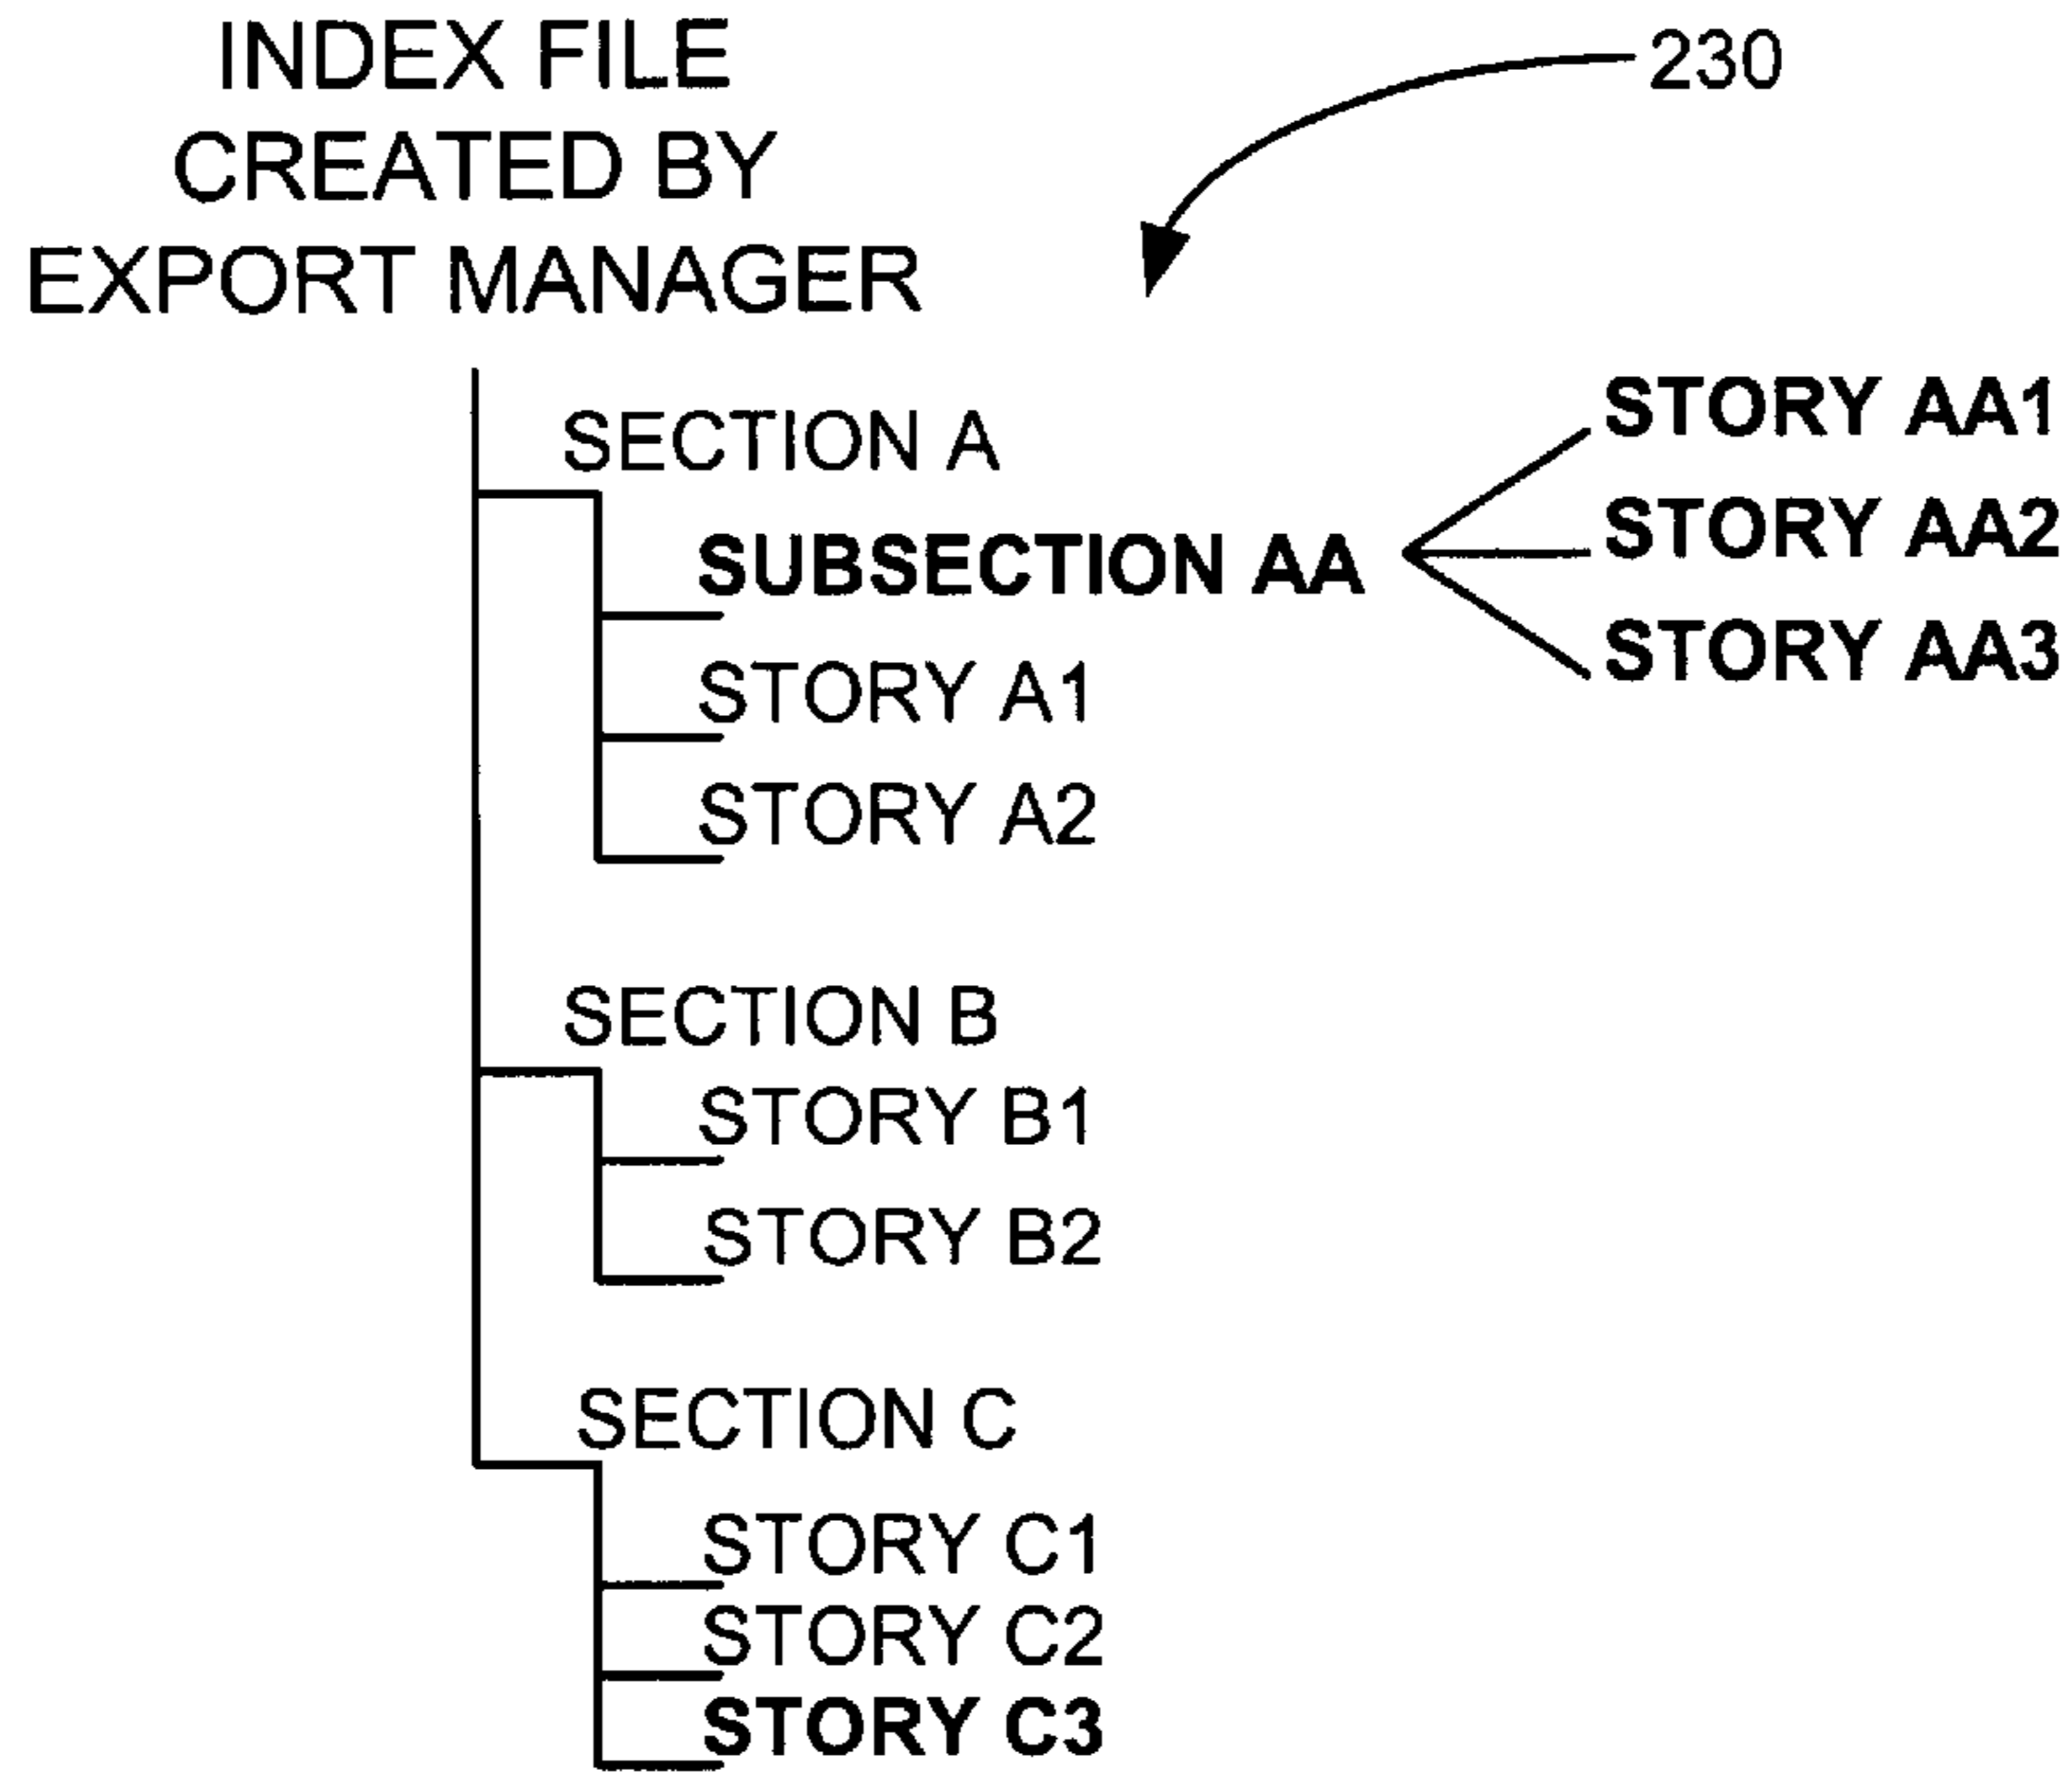 INDEX FILE
CREATED BY
EXPORT MANAGER
230
SECTION A
SUBSECTION AA
STORY AA1
STORY AA2
STORY AA3
STORY A1
STORY A2
SECTION B
STORY B1
STORY B2
SECTION C
STORY C1
STORY C2
STORY C3